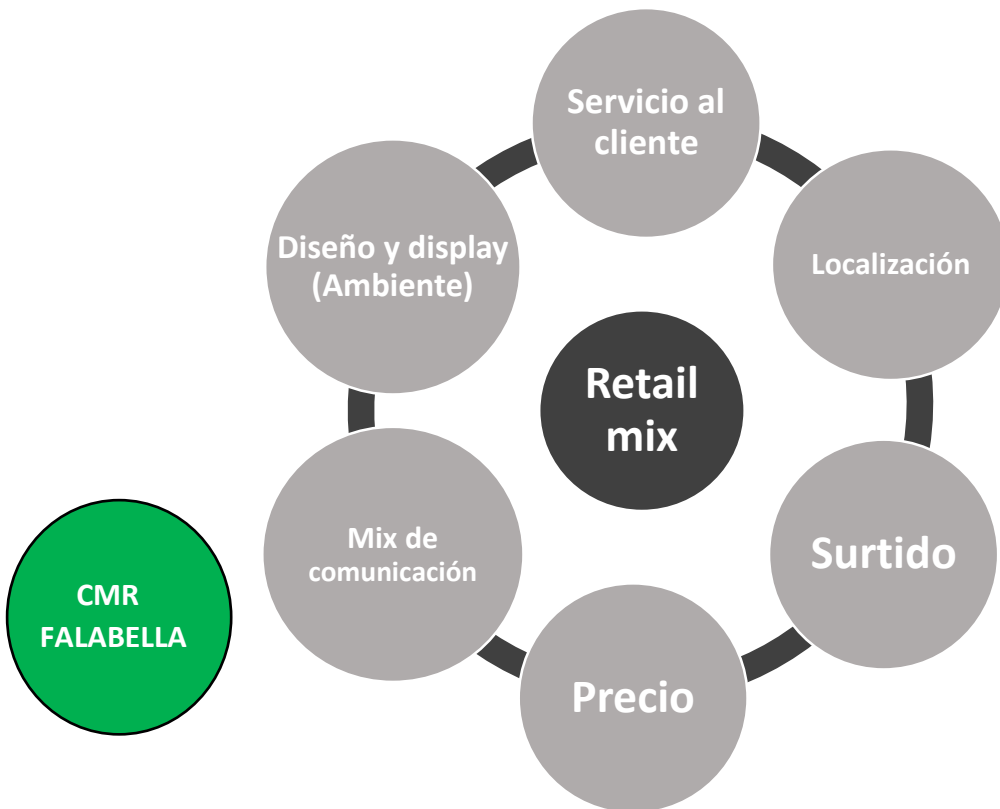 Servicio al
cliente
Diseño y display
(Ambiente)
Localización
Retail
mix
Mix de
comunicación
Surtido
CMR
FALABELLA
Precio